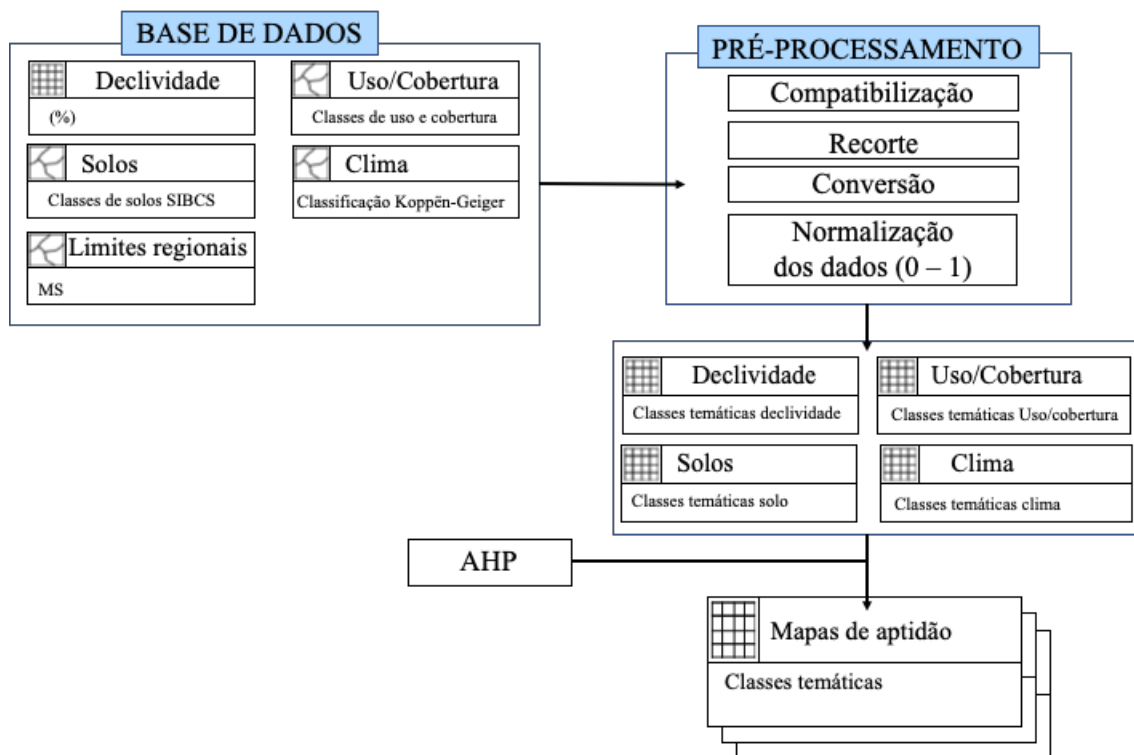 BASE DE DADOS
Declividade
(%)
Uso/Cobertura
Classes de uso e cobertura
Solos
Classes de solos SIBCS
Clima
Classificação Koppën-Geiger
Limites regionais
MS
PRÉ-PROCESSAMENTO
Compatibilização
Recorte
Conversão
Normalização
dos dados (0 – 1)
Declividade
Classes temáticas declividade
Uso/Cobertura
Classes temáticas Uso/cobertura
Solos
Classes temáticas solo
Clima
Classes temáticas clima
AHP
Mapas de aptidão
Classes temáticas